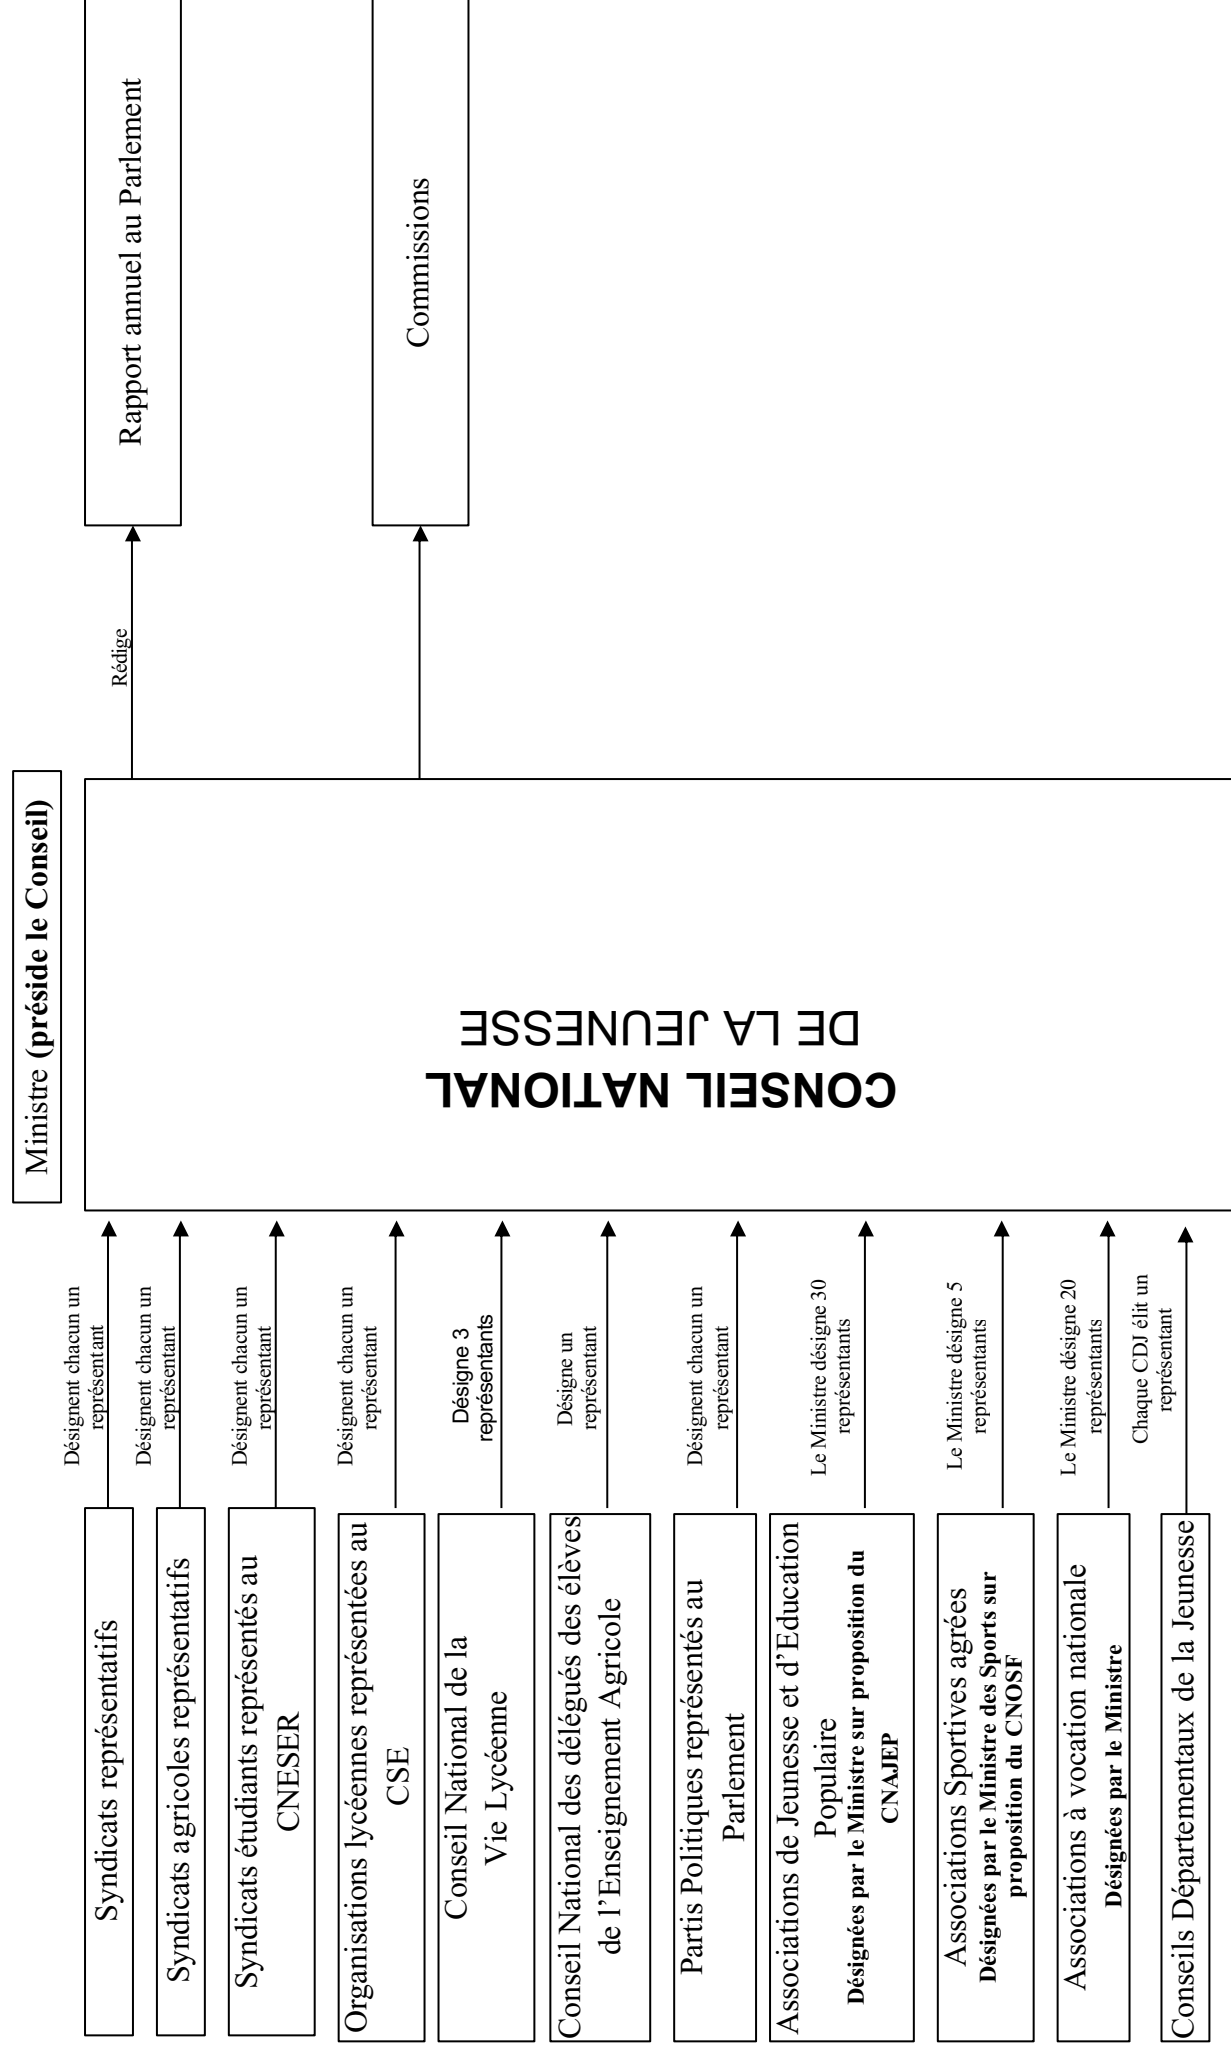 Ministre (préside le Conseil)
Syndicats représentatifs
Désignent chacun un
représentant
Syndicats agricoles représentatifs
Désignent chacun un
représentant
Syndicats étudiants représentés au
CNESER
Désignent chacun un
représentant
Organisations lycéennes représentées au
CSE
Désignent chacun un
représentant
Conseil National de la
Vie Lycéenne
Désigne 3
représentants
Conseil National des délégués des élèves
de l'Enseignement Agricole
Désigne un
représentant
Partis Politiques représentés au
Parlement
Désignent chacun un
représentant
Associations de Jeunesse et d'Education
Populaire
Désignées par le Ministre sur proposition du
CNAJEP
Le Ministre désigne 30
représentants
Associations Sportives agrées
Désignées par le Ministre des Sports sur
proposition du CNOSF
Le Ministre désigne 5
représentants
Associations à vocation nationale
Désignées par le Ministre
Le Ministre désigne 20
représentants
Conseils Départementaux de la Jeunesse
Chaque CDJ élit un
représentant
CONSEIL NATIONAL
DE LA JEUNESSE
Rédige
Rapport annuel au Parlement
Commissions